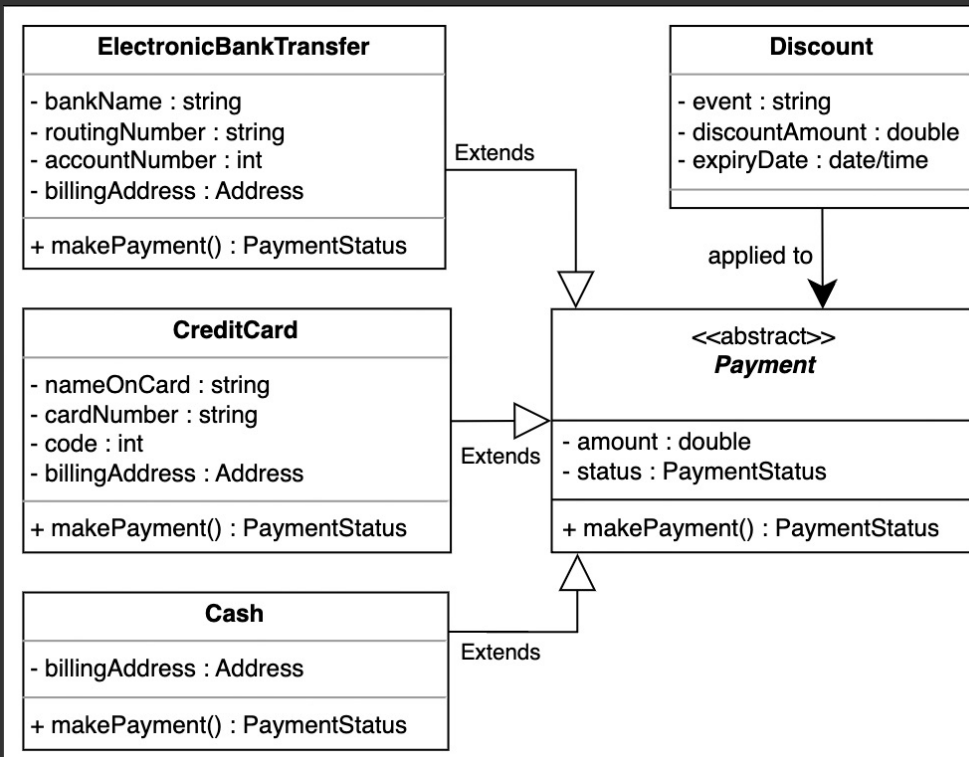 ElectronicBankTransfer
- bankName : string
- routingNumber : string
- accountNumber : int
- billingAddress : Address
+ makePayment() : PaymentStatus
Extends
Discount
- event : string
- discountAmount : double
- expiryDate : date/time
applied to
CreditCard
- nameOnCard : string
- cardNumber : string
- code : int
- billingAddress : Address
+ makePayment() : PaymentStatus
Extends
<<abstract>>
Payment
- amount : double
- status : PaymentStatus
+ makePayment() : PaymentStatus
Cash
- billingAddress : Address
+ makePayment() : PaymentStatus
Extends